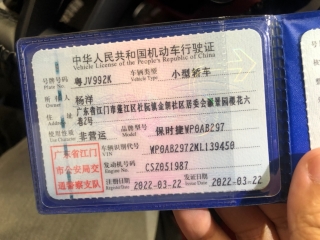 中华人民共和国机动车行驶证
Vehicle License of the People's Republic of China
号牌号码 粤JV992K 车辆类型 小型轿车
Plate No. Vehicle Type
所有人 杨洋
Owner
住址 广东省江门市蓬江区杜阮镇金朗社区居委会骊景园樱花六
巷2号
Address
使用性质 非营运 品牌型号 保时捷WP0AB297
Use Character Model
广东省江门
市公安局交
通警察支队
车辆识别代号 WP0AB2972ML139450
VIN
发动机号码 CSZ051987
Engine No.
注册日期 2022-03-22 发证日期 2022-03-22
Register Date Issue Date